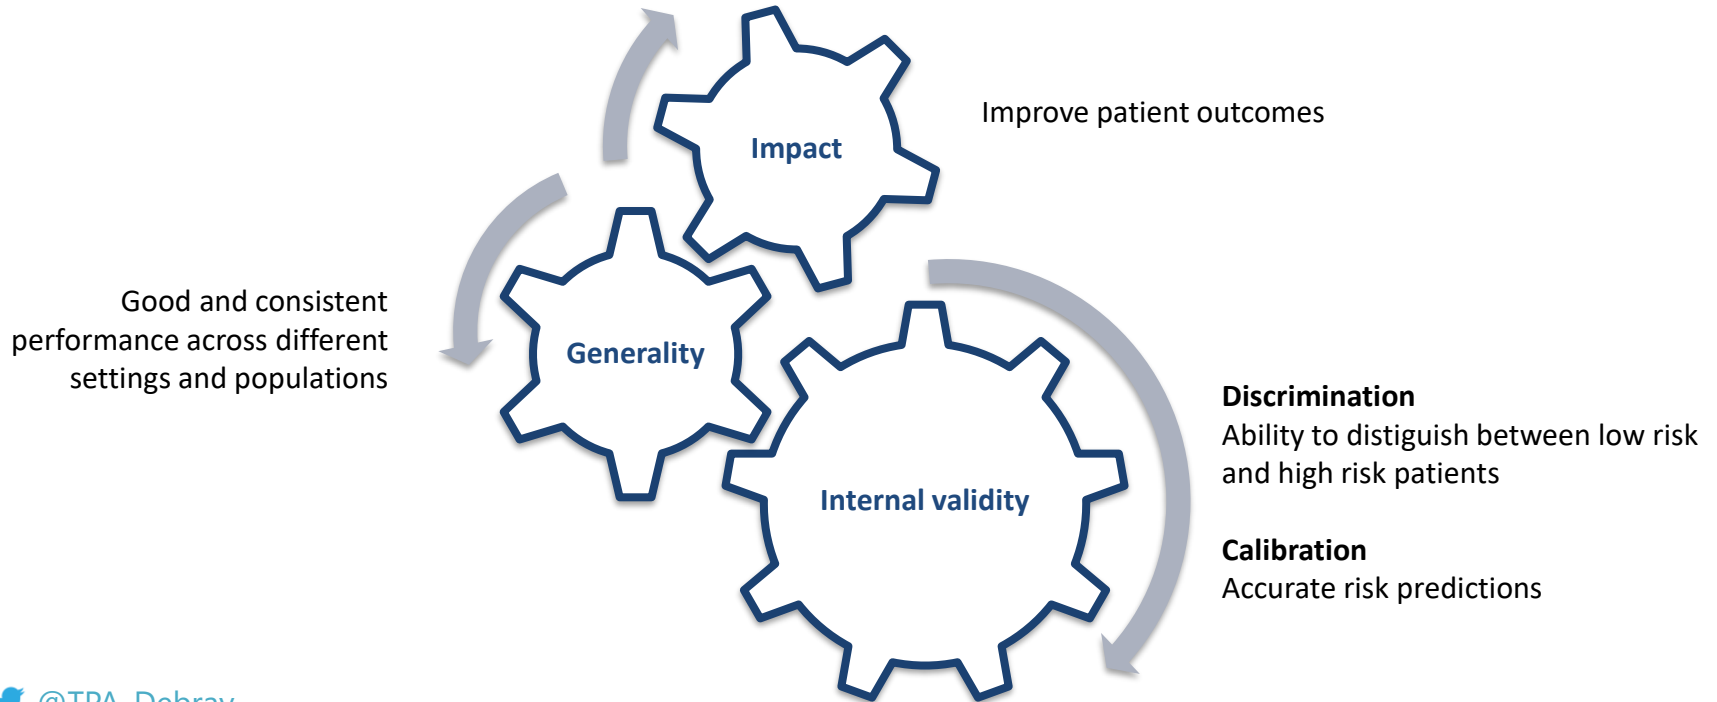 Impact
Improve patient outcomes
Good and consistent
performance across different
settings and populations
Generality
Internal validity
Discrimination
Ability to distiguish between low risk
and high risk patients
Calibration
Accurate risk predictions
@TPA_Debray